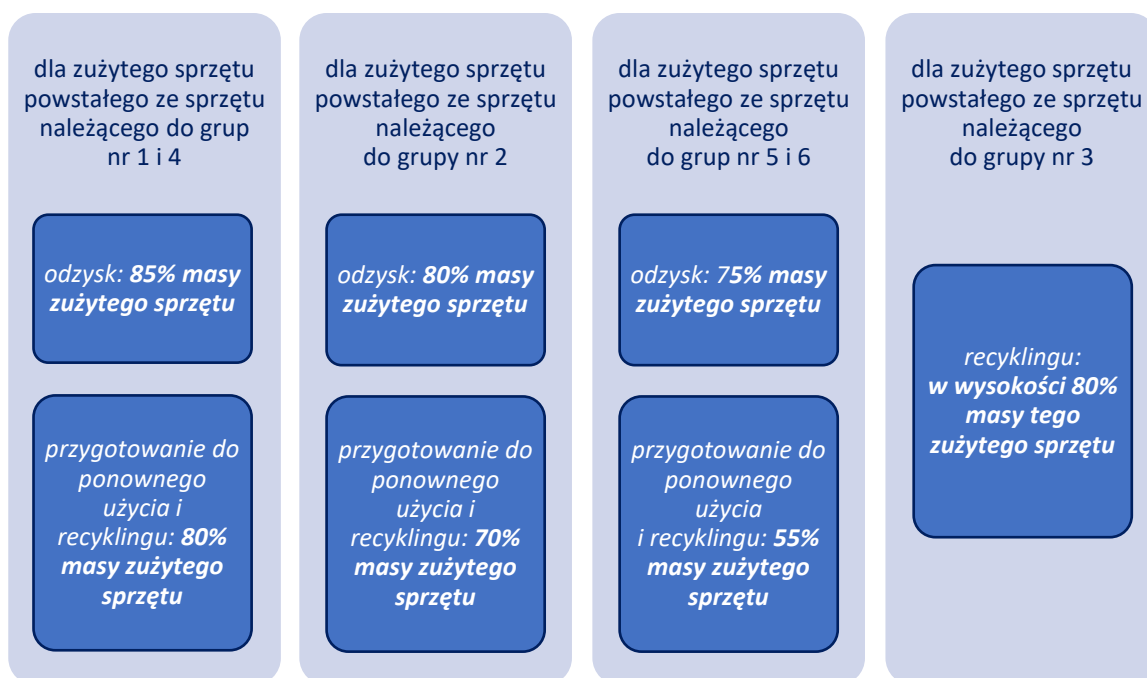 dla zużytego sprzętu
powstałego ze sprzętu
należącego do grup
nr 1 i 4
odzysk: 85% masy
zużytego sprzętu
przygotowanie do
ponownego
użycia i
recyklingu: 80%
masy zużytego
sprzętu
dla zużytego sprzętu
powstałego ze sprzętu
należącego
do grupy nr 2
odzysk: 80% masy
zużytego sprzętu
przygotowanie do
ponownego
użycia i
recyklingu: 70%
masy zużytego
sprzętu
dla zużytego sprzętu
powstałego ze sprzętu
należącego
do grup nr 5 i 6
odzysk: 75% masy
zużytego sprzętu
przygotowanie do
ponownego
użycia
i recyklingu: 55%
masy zużytego
sprzętu
dla zużytego sprzętu
powstałego ze sprzętu
należącego
do grupy nr 3
recyklingu:
w wysokości 80%
masy tego
zużytego sprzętu